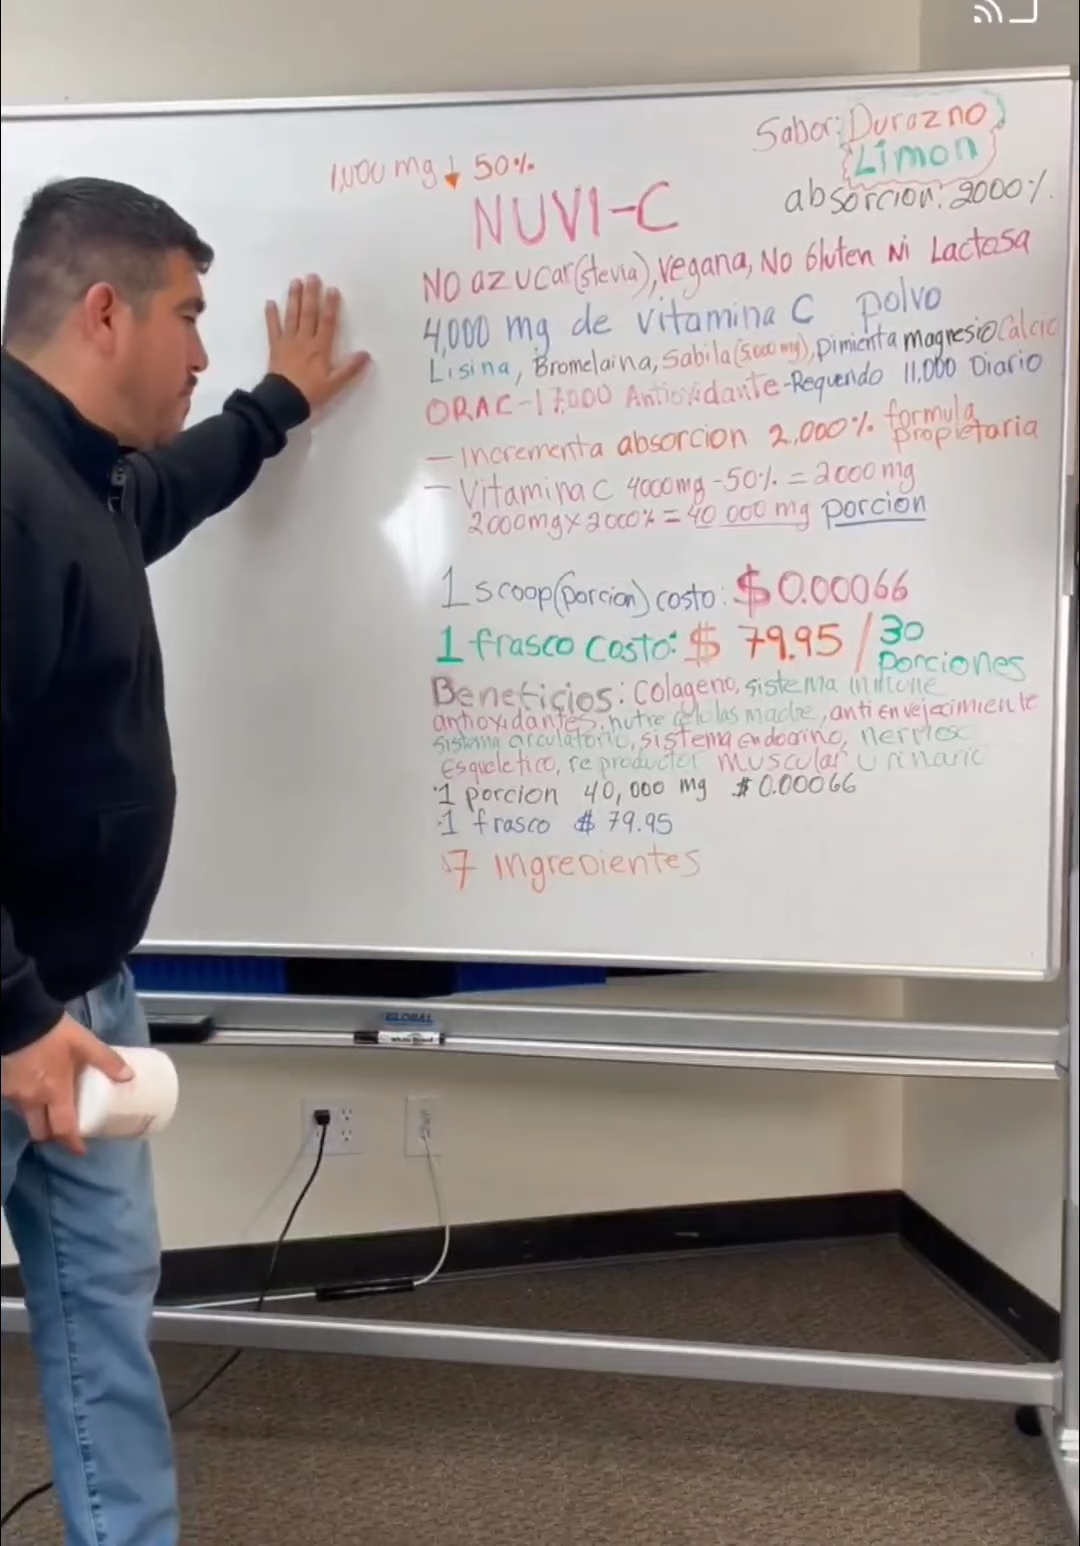 Sabor: Durazno
Limon
1,000 mg ↓ 50%
absorcion: 2000%.
NUVI-C
NO azucar(stevia), vegana, No Gluten Ni Lactosa
4,000 mg de vitamina C polvo
Lisina, Bromelaina, Sabila(5,000 mg), pimienta magnesio Calcio
ORAC-17,000 Antioxidante-Requerido 11,000 Diario
- Incrementa absorcion 2,000% formula propietaria
- Vitamina C 4000mg -50% = 2000 mg
2000mg x 2000% = 40 000 mg porcion
1 scoop(porcion) costo: $ 0.00066
1 frasco costo: $ 79.95 / 30 porciones
Beneficios: colageno, sistema inmune
antioxidantes, nutre celulas madre, antienvejecimiente
sistema circulatorio, sistema endocrino, nervioso
esqueletico, reproductor muscular urinario
1 porcion 40,000 mg $0.00066
1 frasco $ 79.95
7 Ingredientes
GLOBAL